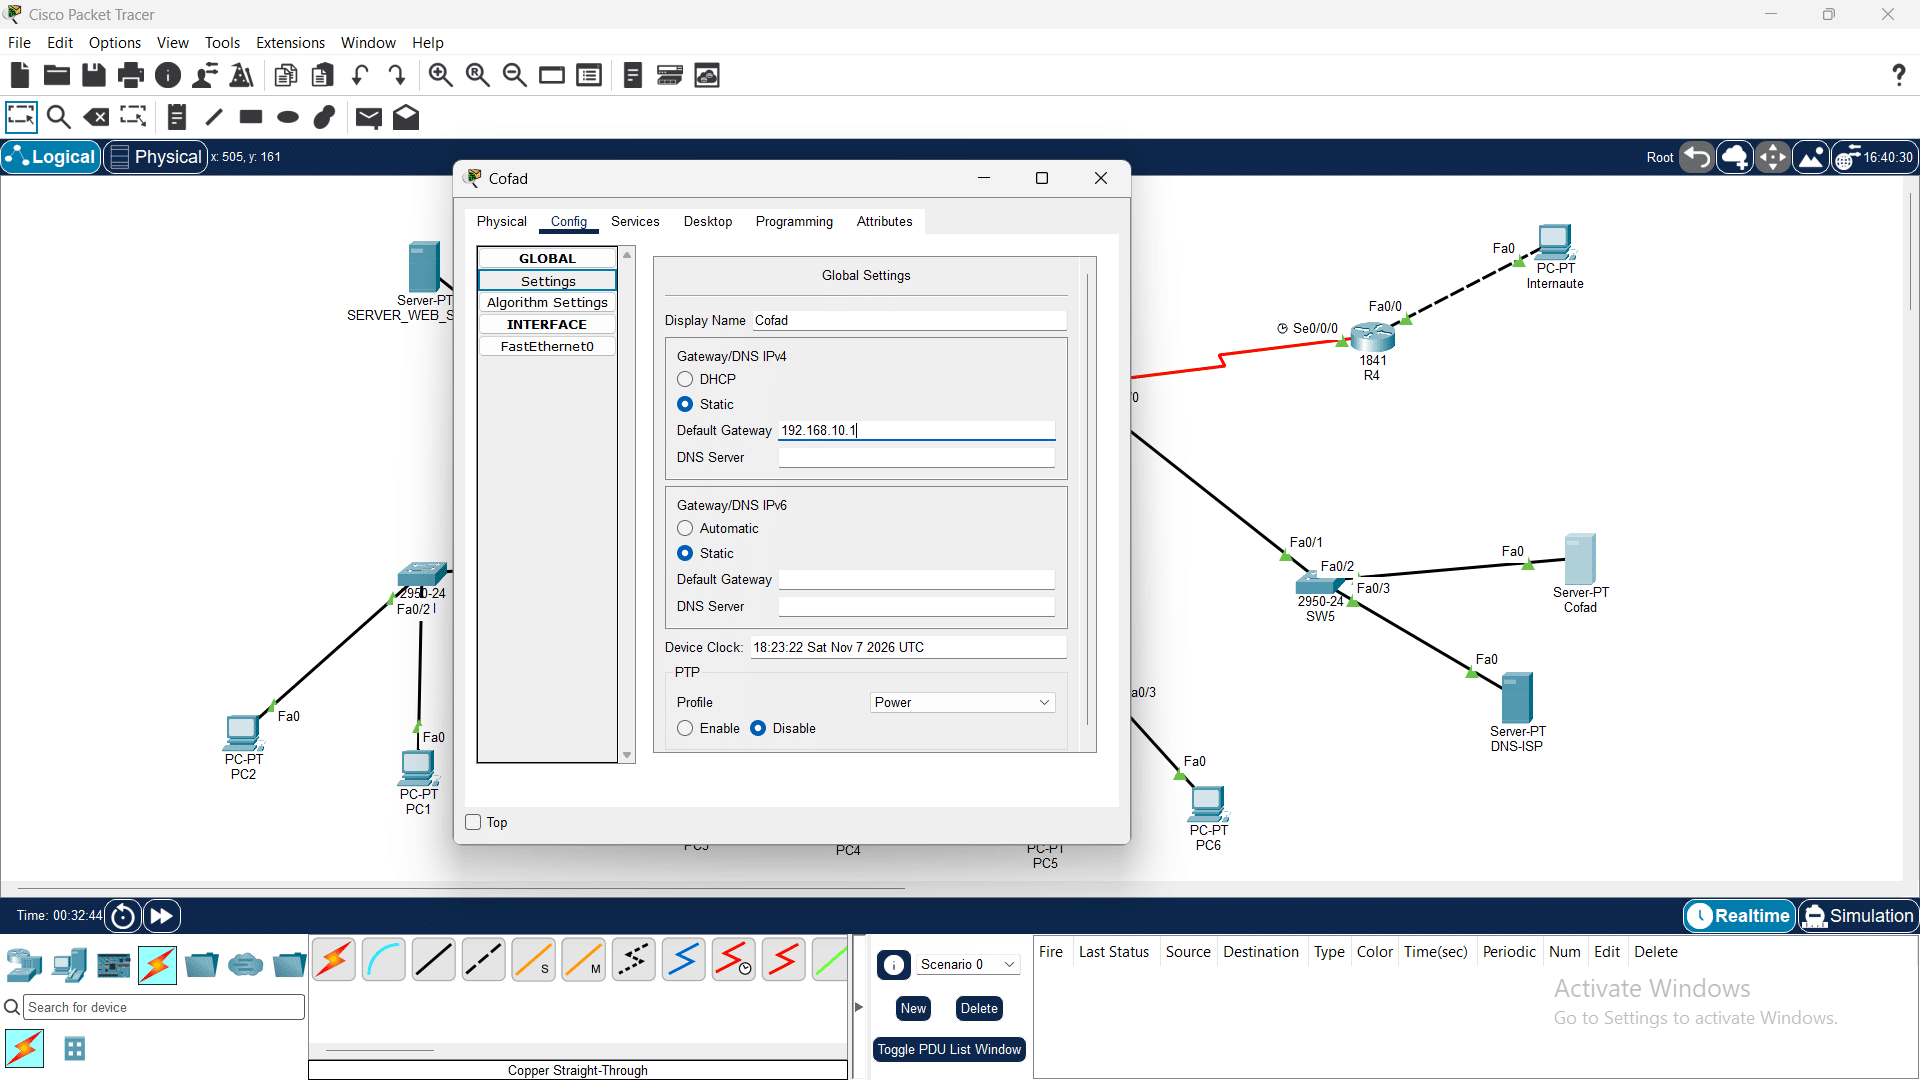 Cisco Packet Tracer
File Edit Options View Tools Extensions Window Help
Logical Physical x: 505, y: 161
Root 16:40:30
Cofad
Physical Config Services Desktop Programming Attributes
GLOBAL
Settings
Algorithm Settings
INTERFACE
FastEthernet0
Global Settings
Display Name Cofad
Gateway/DNS IPv4
DHCP
Static
Default Gateway 192.168.10.1
DNS Server
Gateway/DNS IPv6
Automatic
Static
Default Gateway
DNS Server
Device Clock: 18:23:22 Sat Nov 7 2026 UTC
PTP
Profile Power
Enable Disable
Top
Server-PT
SERVER_WEB_S
2950-24
Fa0/2
Fa0
PC-PT
PC2
Fa0
PC-PT
PC1
PC3
PC4
PC-PT
PC5
Fa0
PC-PT
Internaute
Fa0/0
Se0/0/0
1841
R4
/0
Fa0/1
Fa0/2
Fa0/3
2950-24
SW5
Fa0
Server-PT
Cofad
Fa0
Server-PT
DNS-ISP
a0/3
Fa0
PC-PT
PC6
Time: 00:32:44
Realtime Simulation
Search for device
S
M
Copper Straight-Through
Scenario 0
New Delete
Toggle PDU List Window
Fire Last Status Source Destination Type Color Time(sec) Periodic Num Edit Delete
Activate Windows
Go to Settings to activate Windows.